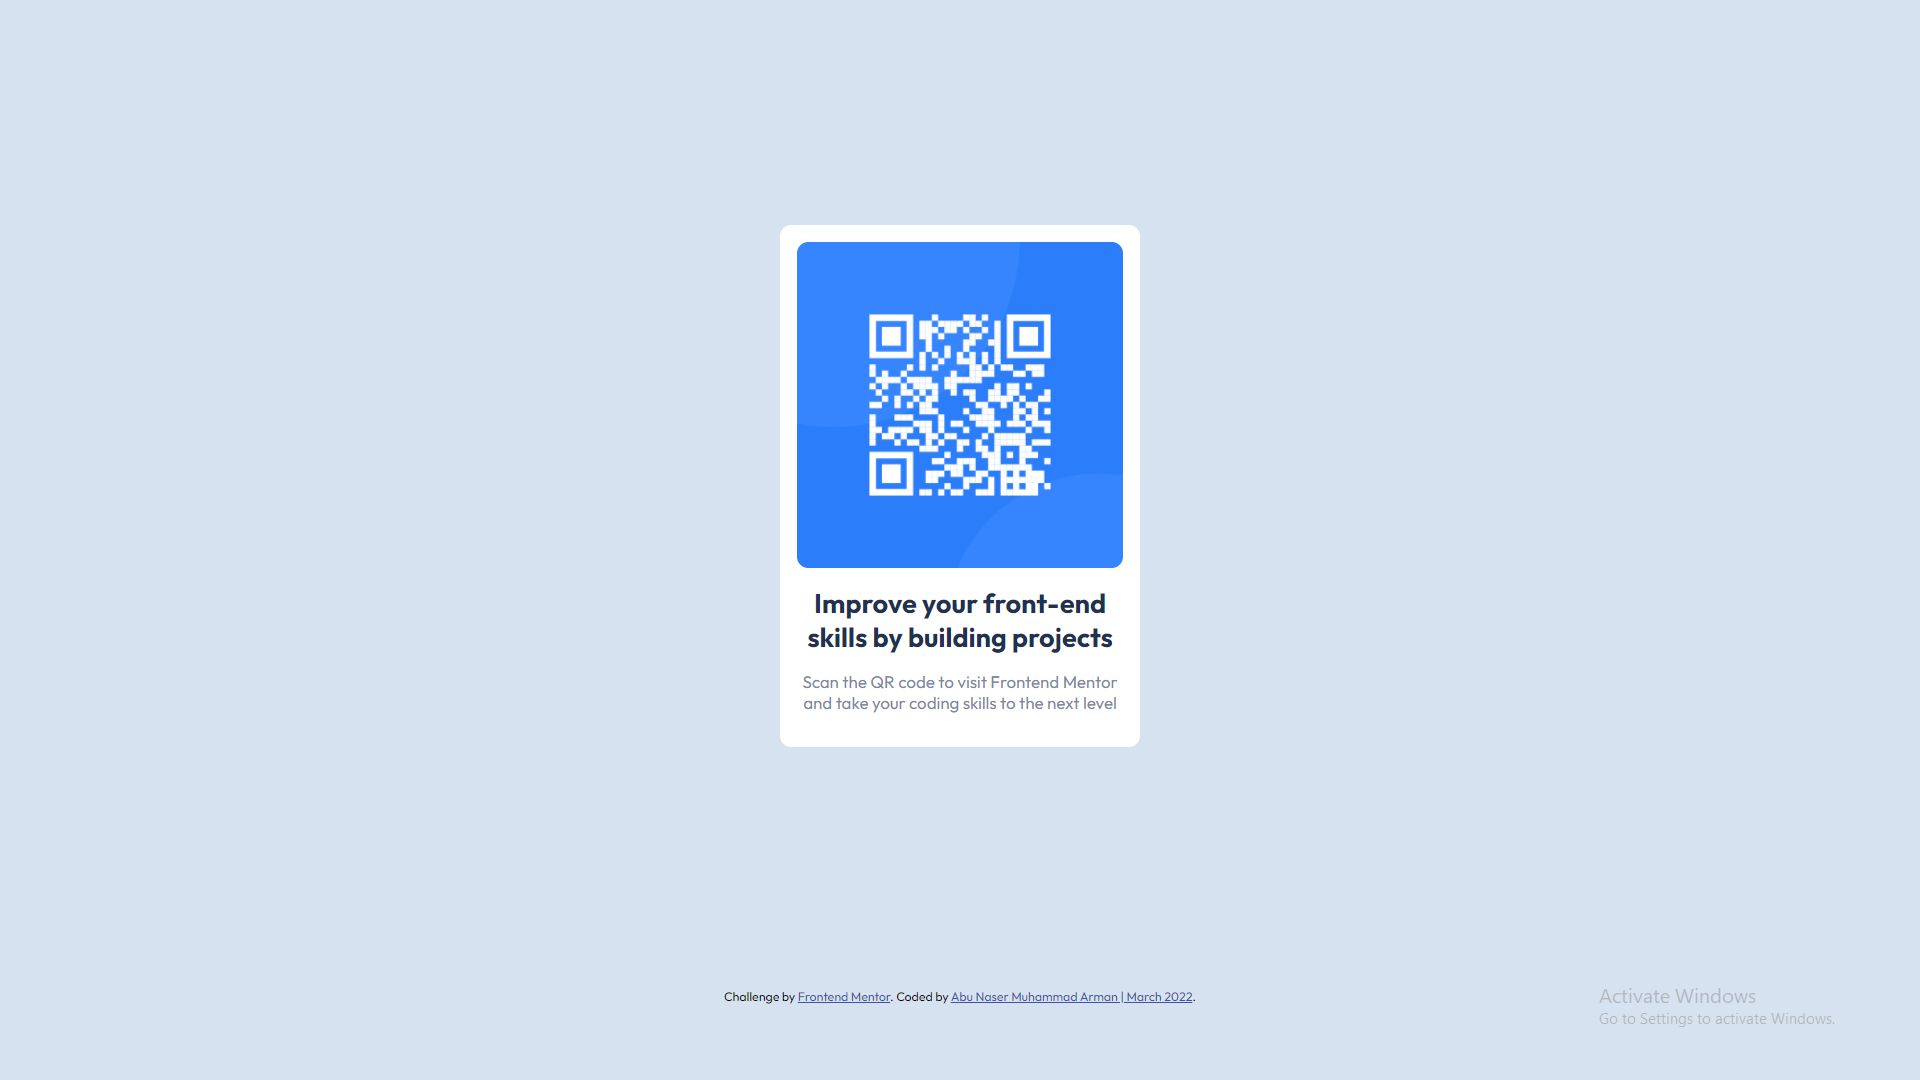 Improve your front-end
skills by building projects
Scan the QR code to visit Frontend Mentor
and take your coding skills to the next level
Challenge by Frontend Mentor. Coded by Abu Naser Muhammad Arman | March 2022.
Activate Windows
Go to Settings to activate Windows.